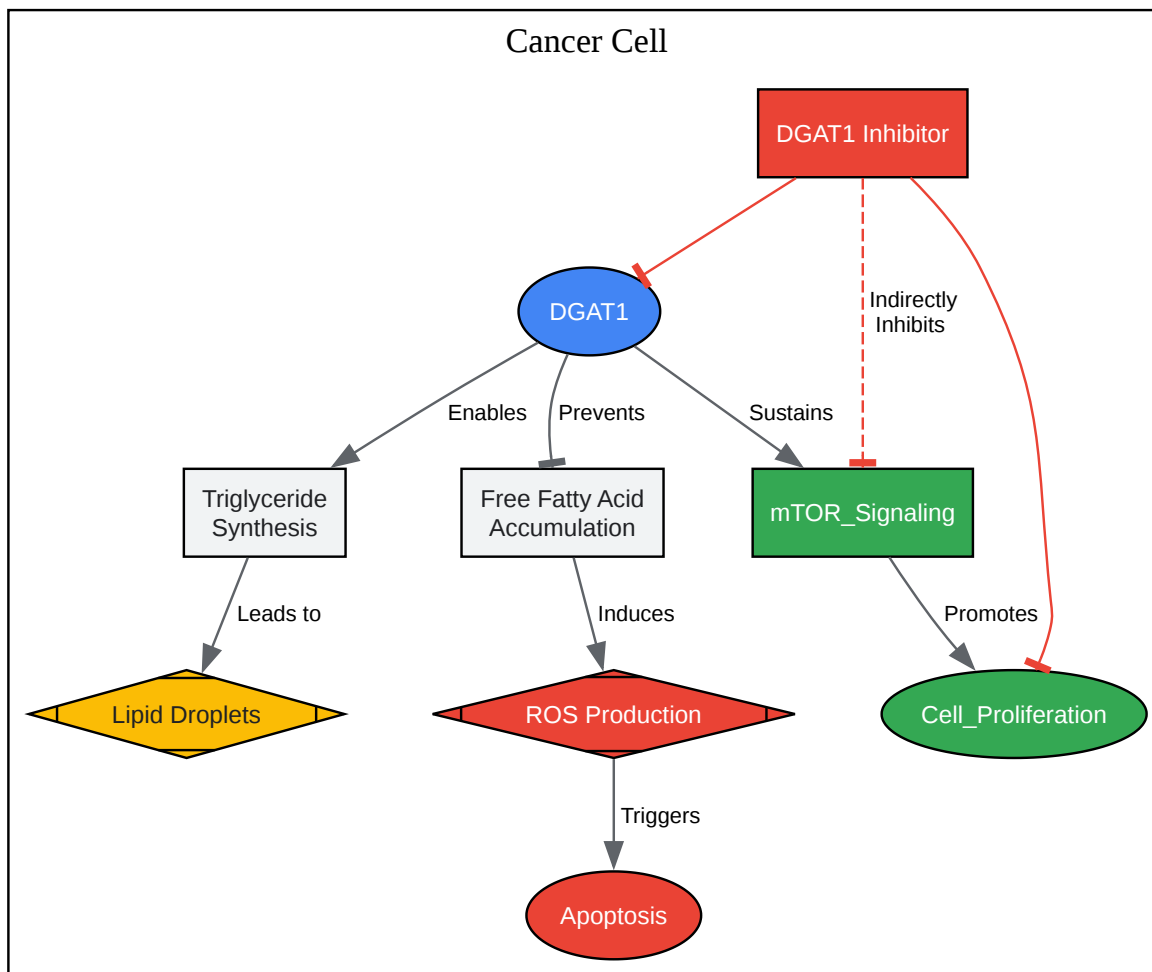 Cancer Cell
DGAT1 Inhibitor
DGAT1
Indirectly
Inhibits
Enables
Prevents
Sustains
Triglyceride
Synthesis
Free Fatty Acid
Accumulation
mTOR_Signaling
Leads to
Induces
Promotes
Lipid Droplets
ROS Production
Cell_Proliferation
Triggers
Apoptosis